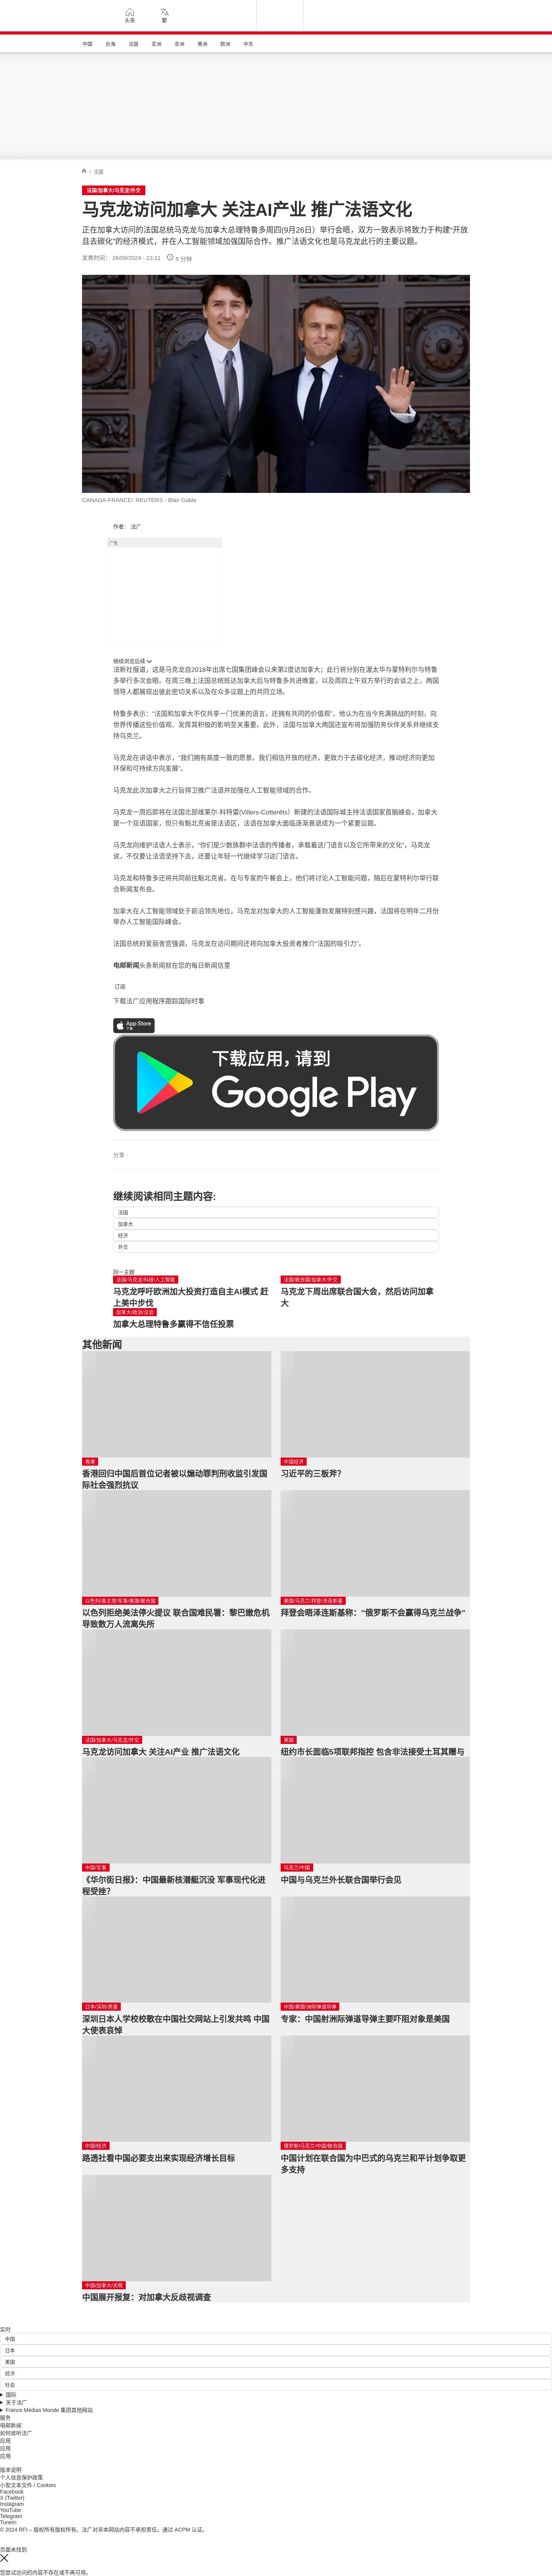 头条
繁
中国
台海
法国
亚洲
非洲
美洲
欧洲
中东
/ 法国
法国/加拿大/马克龙/外交
马克龙访问加拿大 关注AI产业 推广法语文化
正在加拿大访问的法国总统马克龙与加拿大总理特鲁多周四(9月26日）举行会晤，双方一致表示将致力于构建“开放
且去碳化”的经济模式，并在人工智能领域加强国际合作。推广法语文化也是马克龙此行的主要议题。
发表时间： 26/09/2024 - 23:11 5 分钟
CANADA-FRANCE/ REUTERS - Blair Gable
作者： 法广
广告
继续浏览后续
法新社报道，这是马克龙自2018年出席七国集团峰会以来第2度访加拿大；此行将分别在渥太华与蒙特利尔与特鲁
多举行多次会晤。在周三晚上法国总统抵达加拿大后与特鲁多共进晚宴，以及周四上午双方举行的会谈之上，两国
领导人都展现出彼此密切关系以及在众多议题上的共同立场。
特鲁多表示：“法国和加拿大不仅共享一门优美的语言，还拥有共同的价值观”，他认为在当今充满挑战的时刻，向
世界传播这些价值观、发挥其积极的影响至关重要。此外，法国与加拿大两国还宣布将加强防务伙伴关系并继续支
持乌克兰。
马克龙在讲话中表示，“我们拥有高度一致的愿景。我们相信开放的经济，更致力于去碳化经济，推动经济向更加
环保和可持续方向发展”。
马克龙此次加拿大之行旨捍卫推广法语并加强在人工智能领域的合作。
马克龙一周后即将在法国北部维莱尔-科特雷(Villers-Cotterêts）新建的法语国际城主持法语国家首脑峰会。加拿大
是一个双语国家，但只有魁北克省是法语区，法语在加拿大面临逐渐衰退成为一个紧要议题。
马克龙向维护法语人士表示，“你们是少数族群中法语的传播者，承载着这门语言以及它所带来的文化”，马克龙
说，不仅要让法语坚持下去，还要让年轻一代继续学习这门语言。
马克龙和特鲁多还将共同前往魁北克省。在与专家的午餐会上，他们将讨论人工智能问题，随后在蒙特利尔举行联
合新闻发布会。
加拿大在人工智能领域处于前沿领先地位，马克龙对加拿大的人工智能蓬勃发展特别感兴趣，法国将在明年二月份
举办人工智能国际峰会。
法国总统府爱丽舍宫强调，马克龙在访问期间还将向加拿大投资者推介“法国的吸引力”。
电邮新闻头条新闻就在您的每日新闻信里
订阅
下载法广应用程序跟踪国际时事
App Store
下载
下载应用，请到
Google Play
分享 :
继续阅读相同主题内容:
法国
加拿大
经济
外交
同一主题
法国/马克龙/科技/人工智能
马克龙呼吁欧洲加大投资打造自主AI模式 赶
上美中步伐
法国/联合国/加拿大/外交
马克龙下周出席联合国大会，然后访问加拿
大
加拿大/政治/议会
加拿大总理特鲁多赢得不信任投票
其他新闻
香港
香港回归中国后首位记者被以煽动罪判刑收监引发国
际社会强烈抗议
中国经济
习近平的三板斧?
以色列/真主党/军事/美国/联合国
以色列拒绝美法停火提议 联合国难民署：黎巴嫩危机
导致数万人流离失所
美国/乌克兰/拜登/泽连斯基
拜登会晤泽连斯基称："俄罗斯不会赢得乌克兰战争"
法国/加拿大/马克龙/外交
马克龙访问加拿大 关注AI产业 推广法语文化
美国
纽约市长面临5项联邦指控 包含非法接受土耳其赠与
中国/军事
《华尔街日报》：中国最新核潜艇沉没 军事现代化进
程受挫？
乌克兰/中国
中国与乌克兰外长联合国举行会见
日本/深圳/男童
深圳日本人学校校歌在中国社交网站上引发共鸣 中国
大使表哀悼
中国/美国/洲际弹道导弹
专家：中国射洲际弹道导弹主要吓阻对象是美国
中国/经济
路透社看中国必要支出来实现经济增长目标
俄罗斯/乌克兰/中国/联合国
中国计划在联合国为中巴式的乌克兰和平计划争取更
多支持
中国/加拿大/关税
中国展开报复：对加拿大反歧视调查
实时
中国
日本
美国
经济
社会
国际
关于法广
France Médias Monde 集团其他网站
服务
电邮新闻
如何收听法广
应用
应用
应用
版本说明
个人信息保护政策
小型文本文件 / Cookies
Facebook
X (Twitter)
Instagram
YouTube
Telegram
TuneIn
© 2024 RFI – 版权所有版权所有。法广对非本网站内容不承担责任。通过 ACPM 认证。
页面未找到
您尝试访问的内容不存在或不再可用。